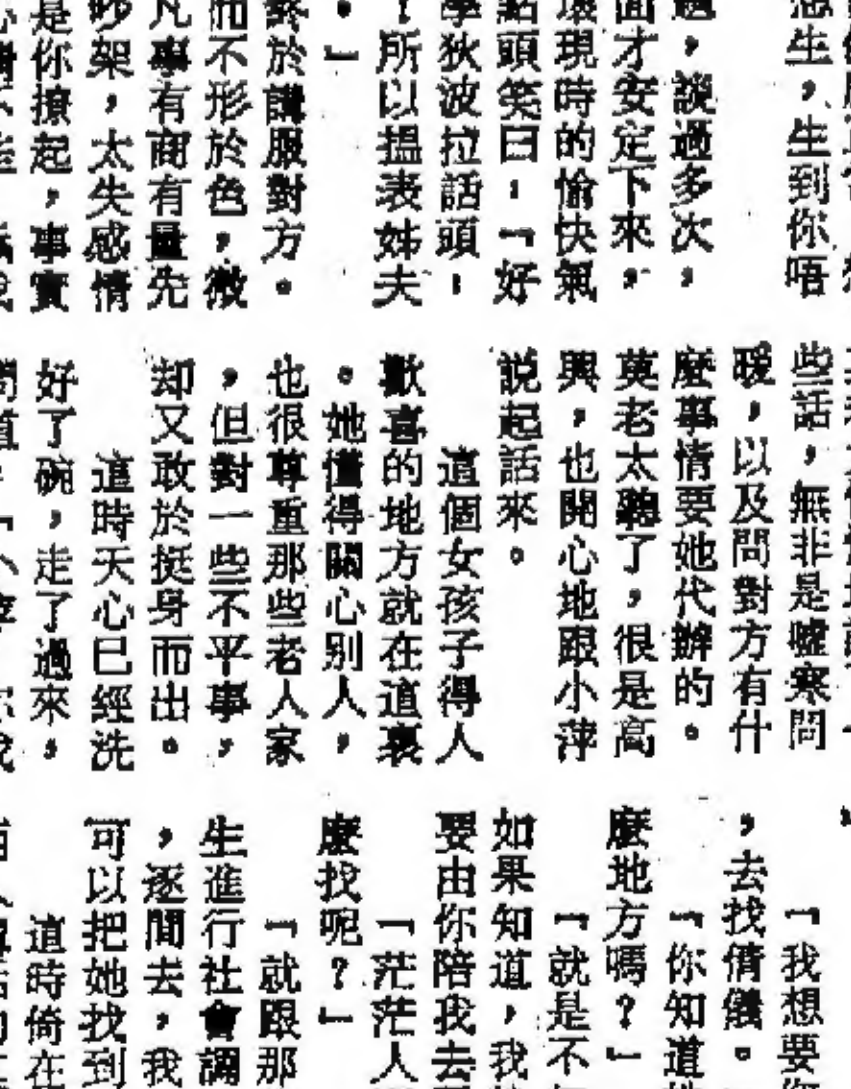 生,生到你唔
題,說過多次,
面才安定下來,
壞現時的愉快氣
點頭笑曰:「好
學狄波拉話頭!
?所以搵表姊夫
。」
終於講服對方。
而不形於色,微
凡事有商有量先
吵架,太失感情
是你撩起,事實
些話,無非是噓寒問
暖,以及問對方有什
麼事情要她代辦的。
莫老太聽了,很是高
興,也開心地跟小萍
説起話來。
這個女孩子得人
歡喜的地方就在這裏
。她懂得關心別人,
也很尊重那些老人家
,但對一些不平事,
却又敢於挺身而出。
這時天心已經洗
好了碗,走了過來,
「我想要
,去找倩儀。
「你知道
麼地方嗎?」
「就是不
如果知道,我
要由你陪我去
「茫茫人
麼找呢?」
「就跟那
生進行社會調
,逐間去,我
可以把她找到
這時倚在